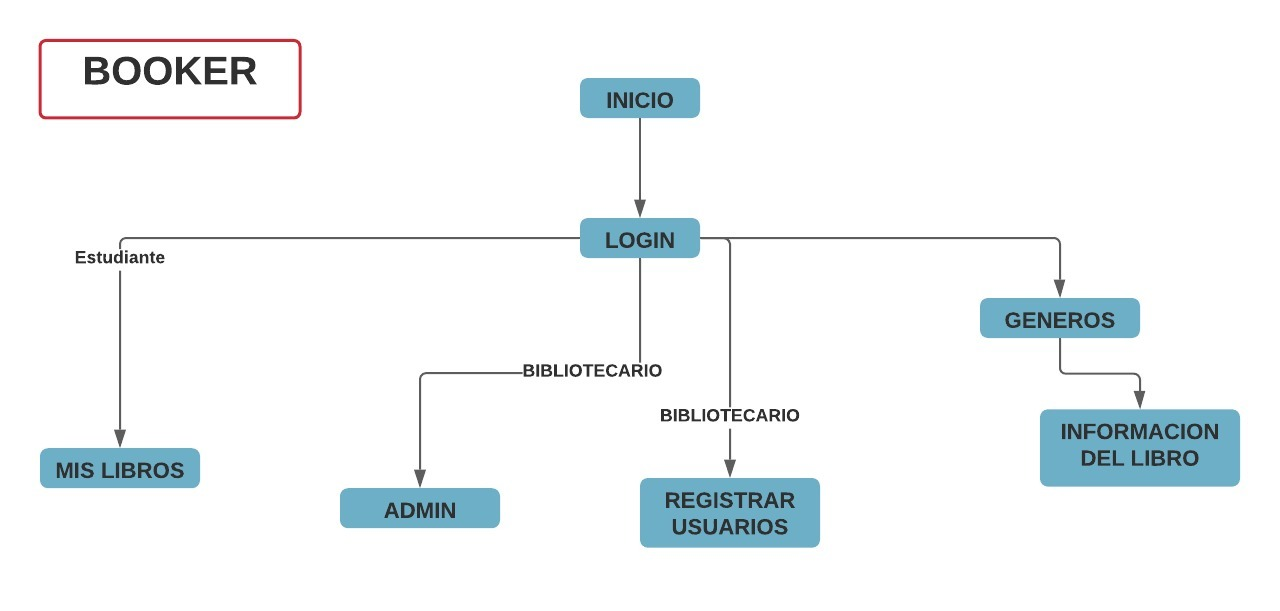 BOOKER
INICIO
LOGIN
Estudiante
GENEROS
BIBLIOTECARIO
BIBLIOTECARIO
INFORMACION
DEL LIBRO
MIS LIBROS
ADMIN
REGISTRAR
USUARIOS